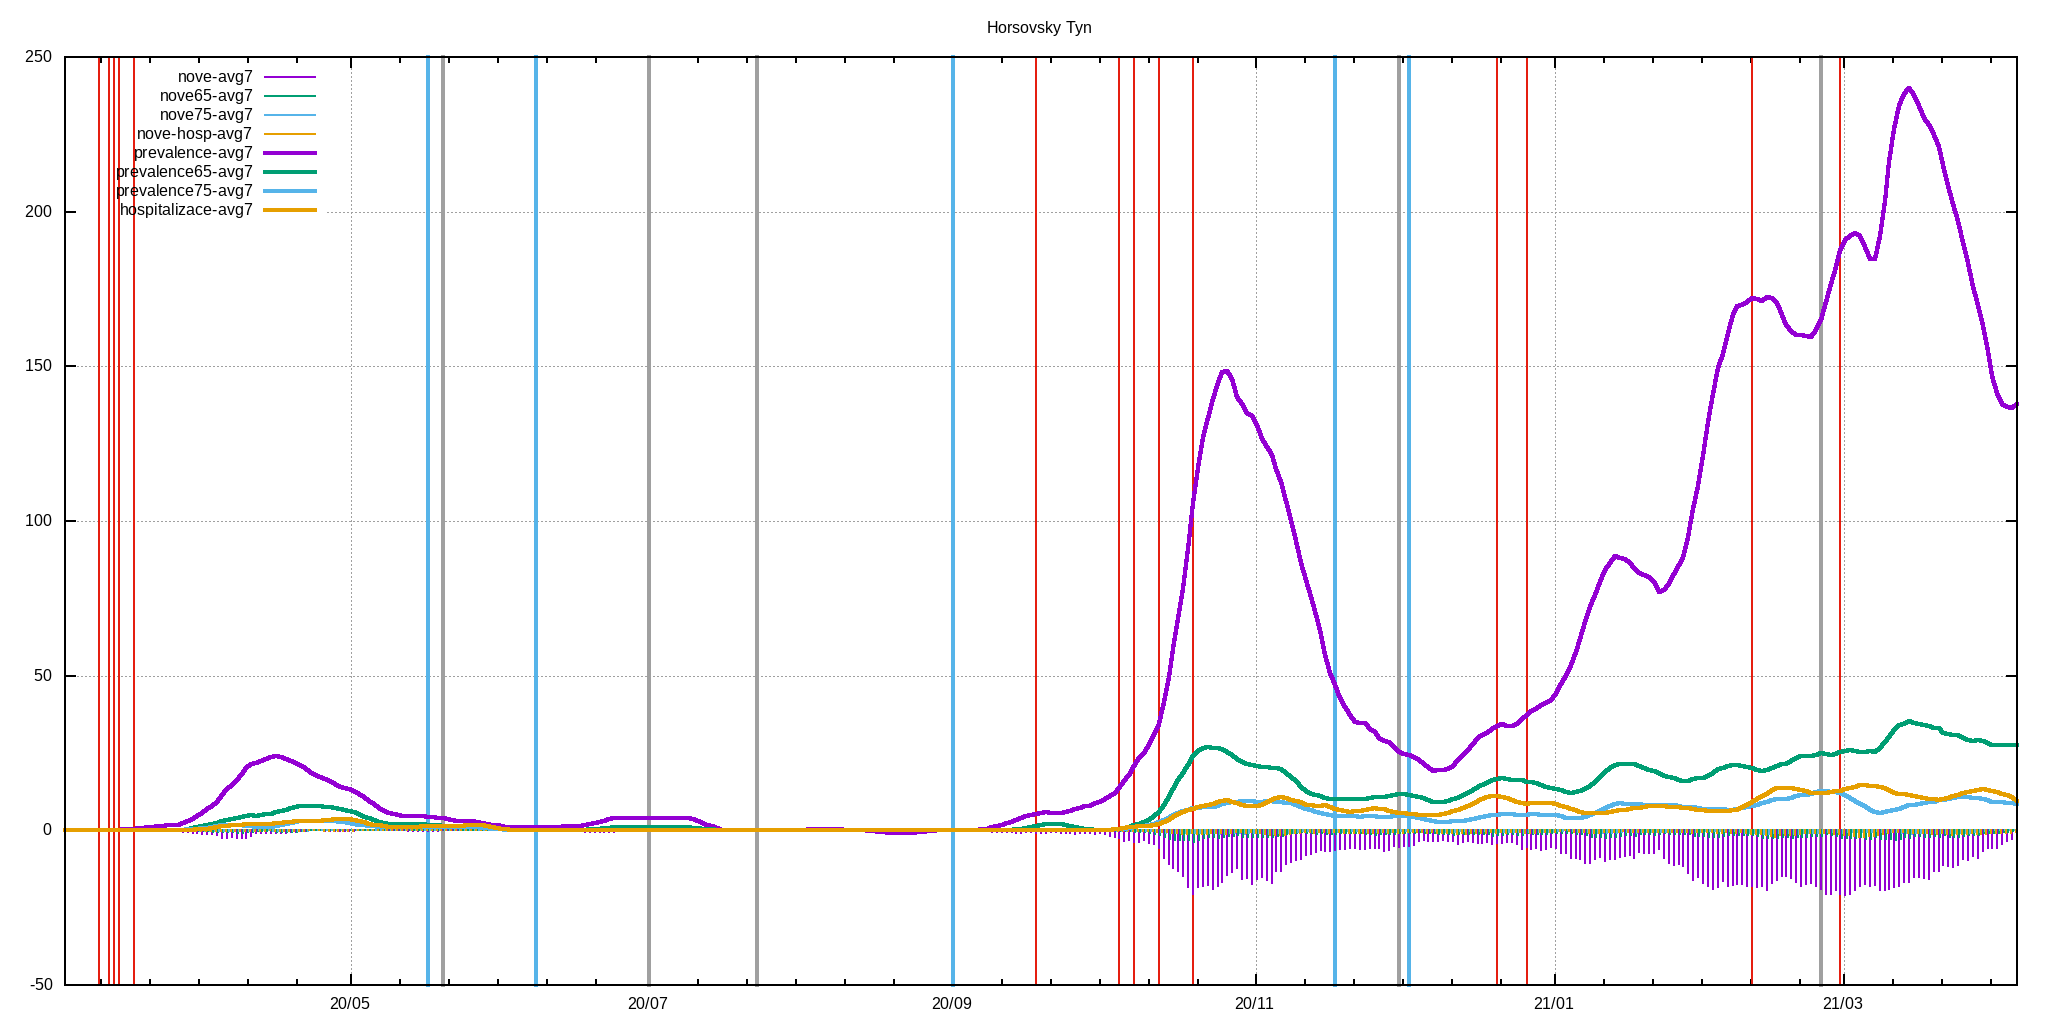 Horsovsky Tyn
250
200
150
100
50
0
-50
nove-avg7
nove65-avg7
nove75-avg7
nove-hosp-avg7
prevalence-avg7
prevalence65-avg7
prevalence75-avg7
hospitalizace-avg7
20/05
20/07
20/09
20/11
21/01
21/03